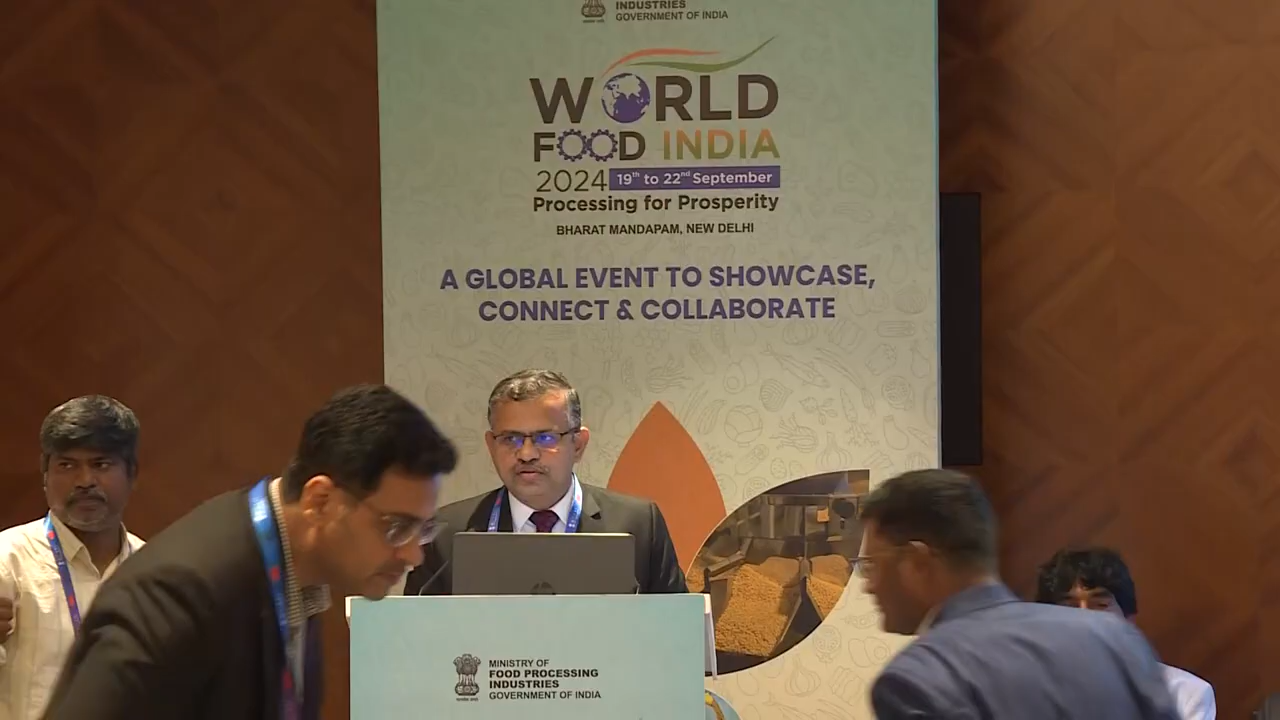 INDUSTRIES
GOVERNMENT OF INDIA
WORLD
FOOD INDIA
2024 19th to 22nd September
Processing for Prosperity
BHARAT MANDAPAM, NEW DELHI
A GLOBAL EVENT TO SHOWCASE,
CONNECT & COLLABORATE
MINISTRY OF
FOOD PROCESSING
INDUSTRIES
GOVERNMENT OF INDIA